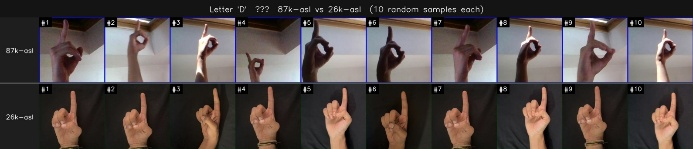 Letter 'D' ??? 87k-asl vs 26k-asl (10 random samples each)
#1 #2 #3 #4 #5 #6 #7 #8 #9 #10
87k-asl
#1 #2 #3 #4 #5 #6 #7 #8 #9 #10
26k-asl